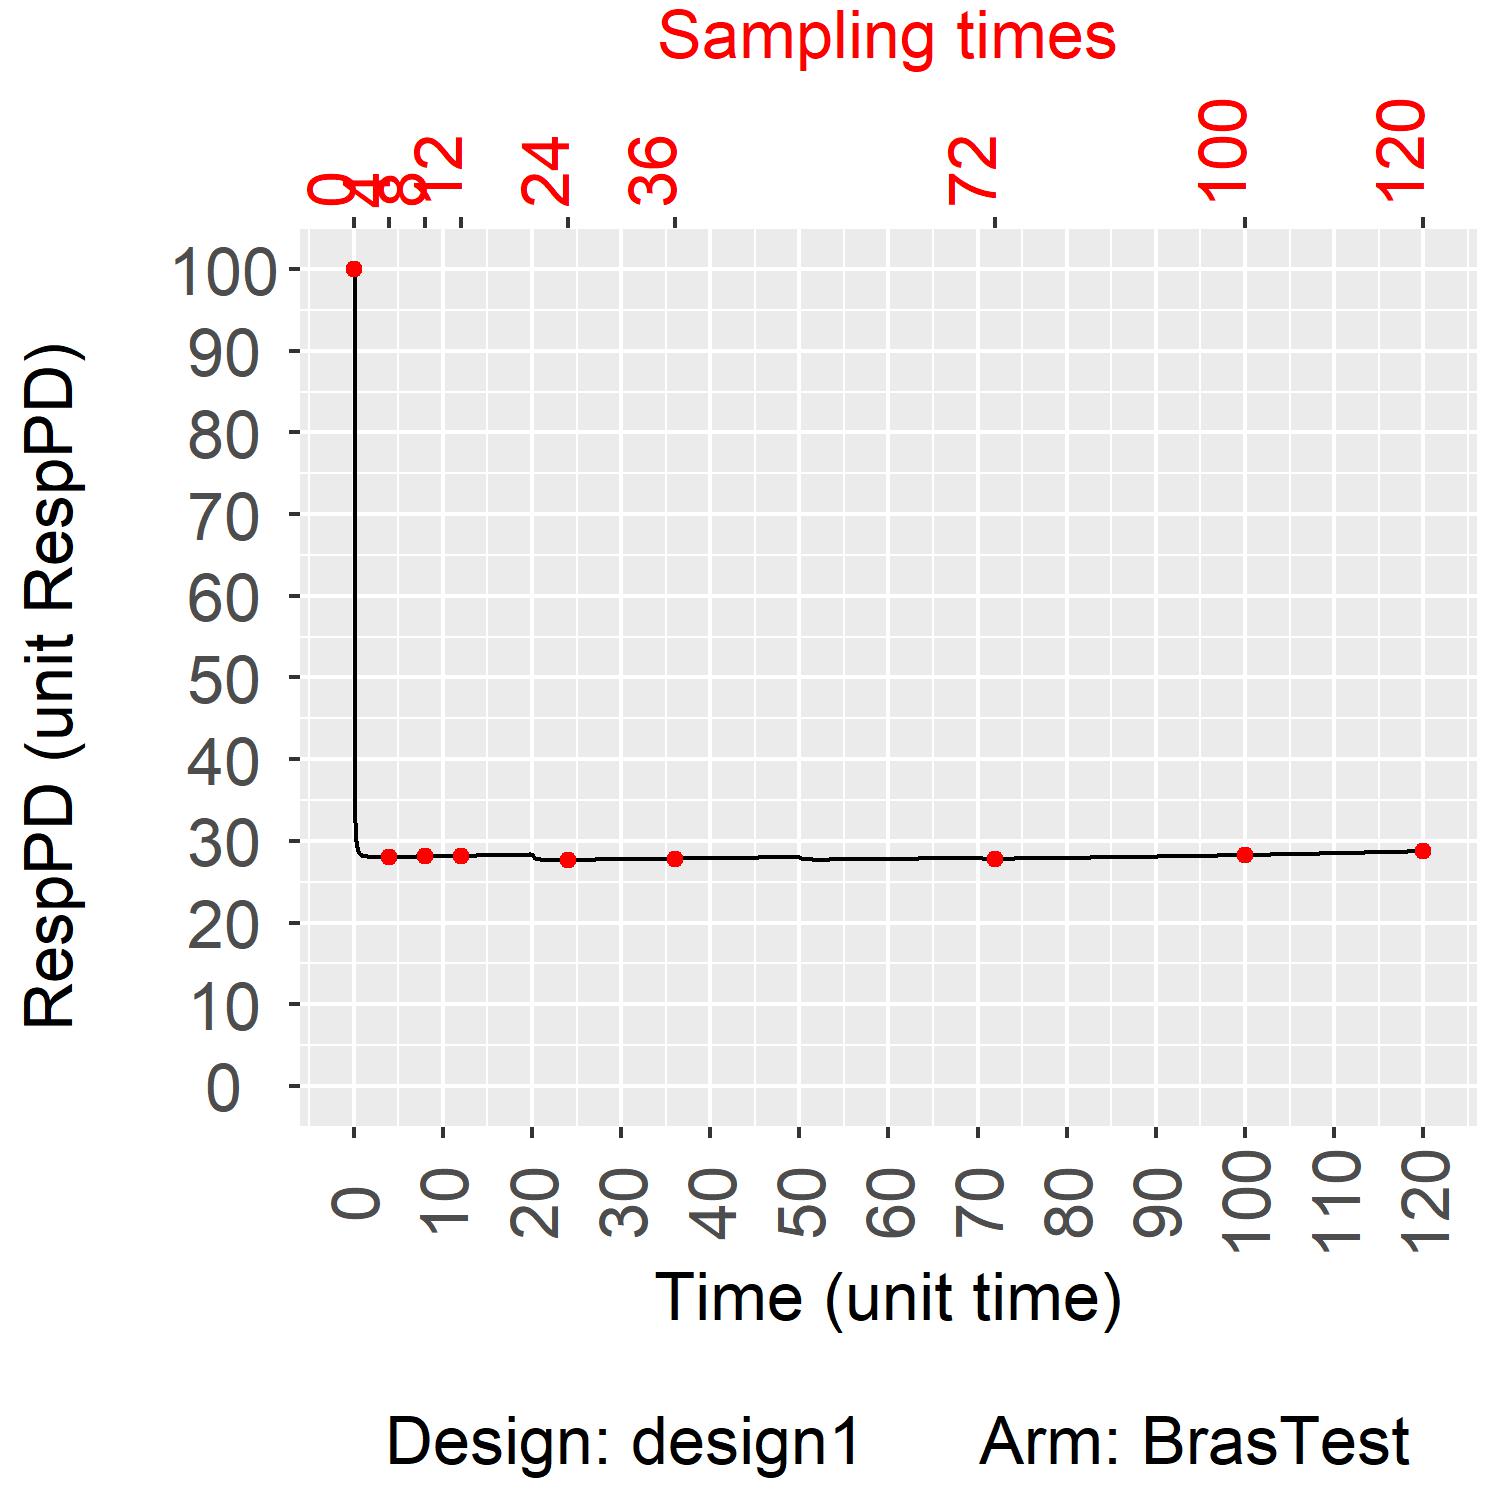 Sampling times
0 4 8 12 24 36 72 100 120
100
90
80
70
60
50
40
30
20
10
0
RespPD (unit RespPD)
0 10 20 30 40 50 60 70 80 90 100 110 120
Time (unit time)
Design: design1 Arm: BrasTest